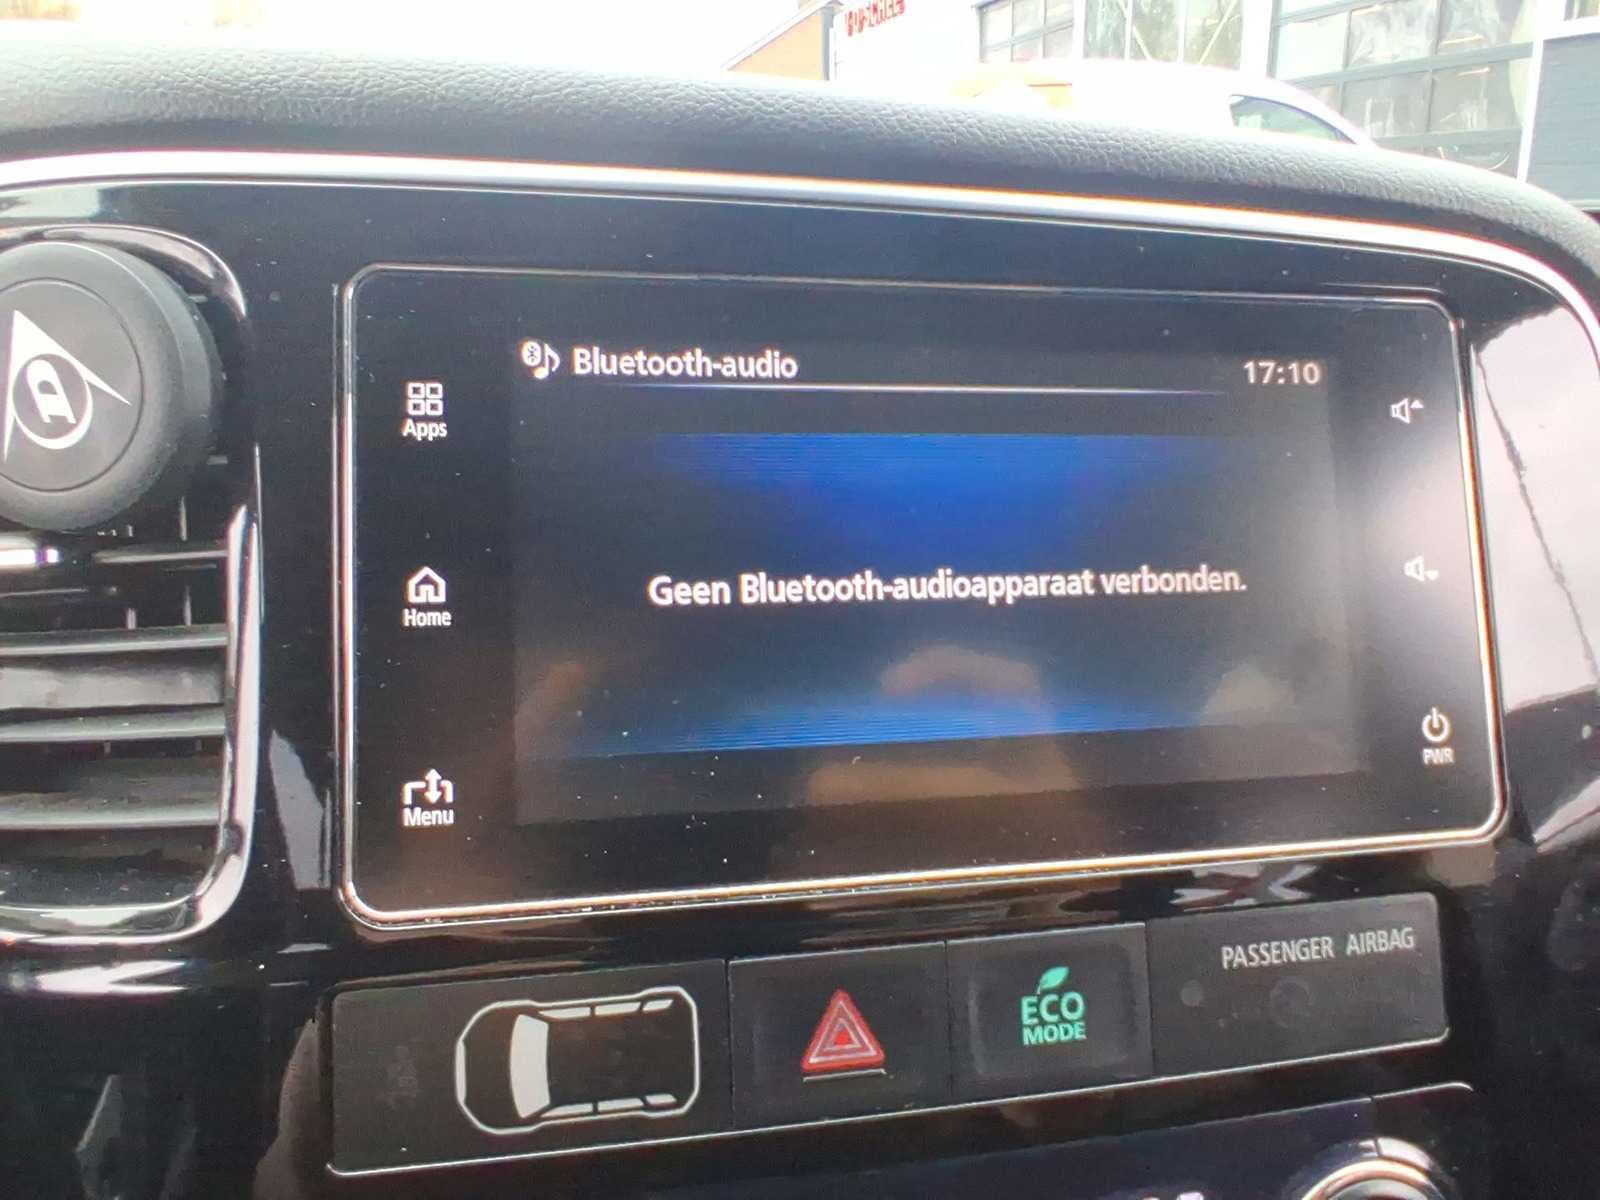 Bluetooth-audio
17:10
Apps
Geen Bluetooth-audioapparaat verbonden.
Home
PWR
Menu
PASSENGER AIRBAG
ECO
MODE